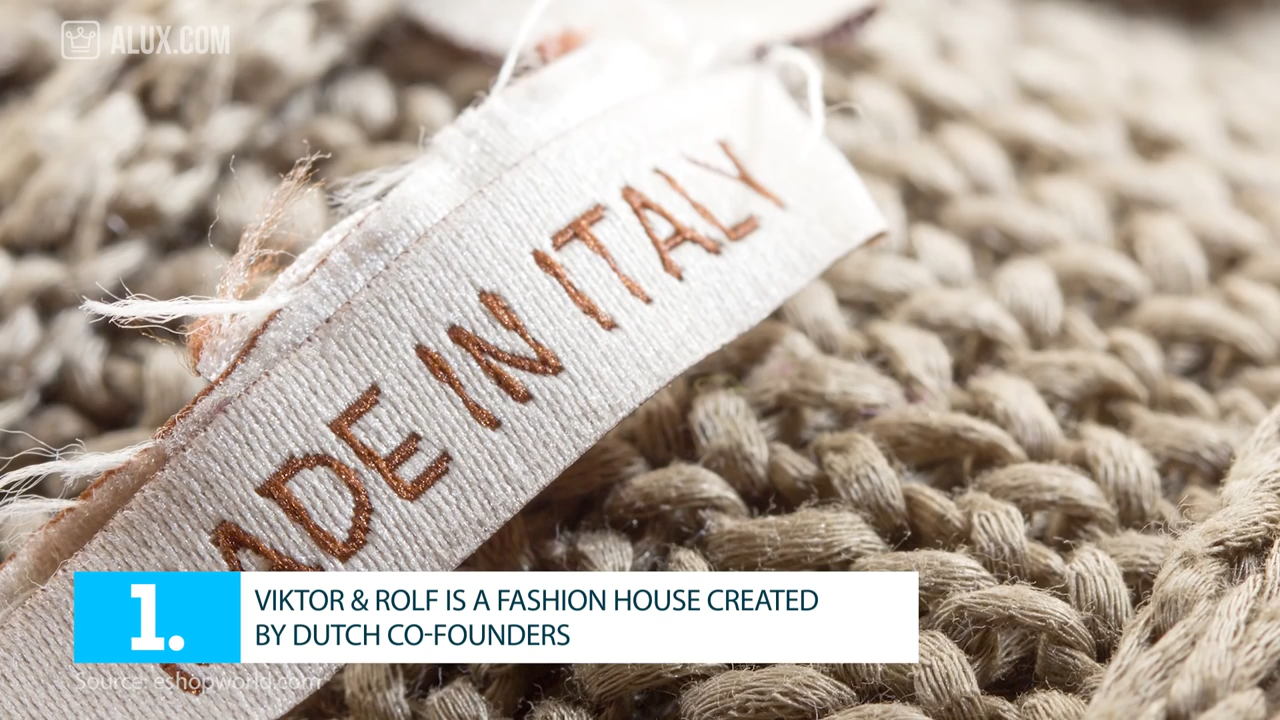 ALUX.COM
ADE IN ITALY
1.
VIKTOR & ROLF IS A FASHION HOUSE CREATED
BY DUTCH CO-FOUNDERS
Source: eshopworld.com